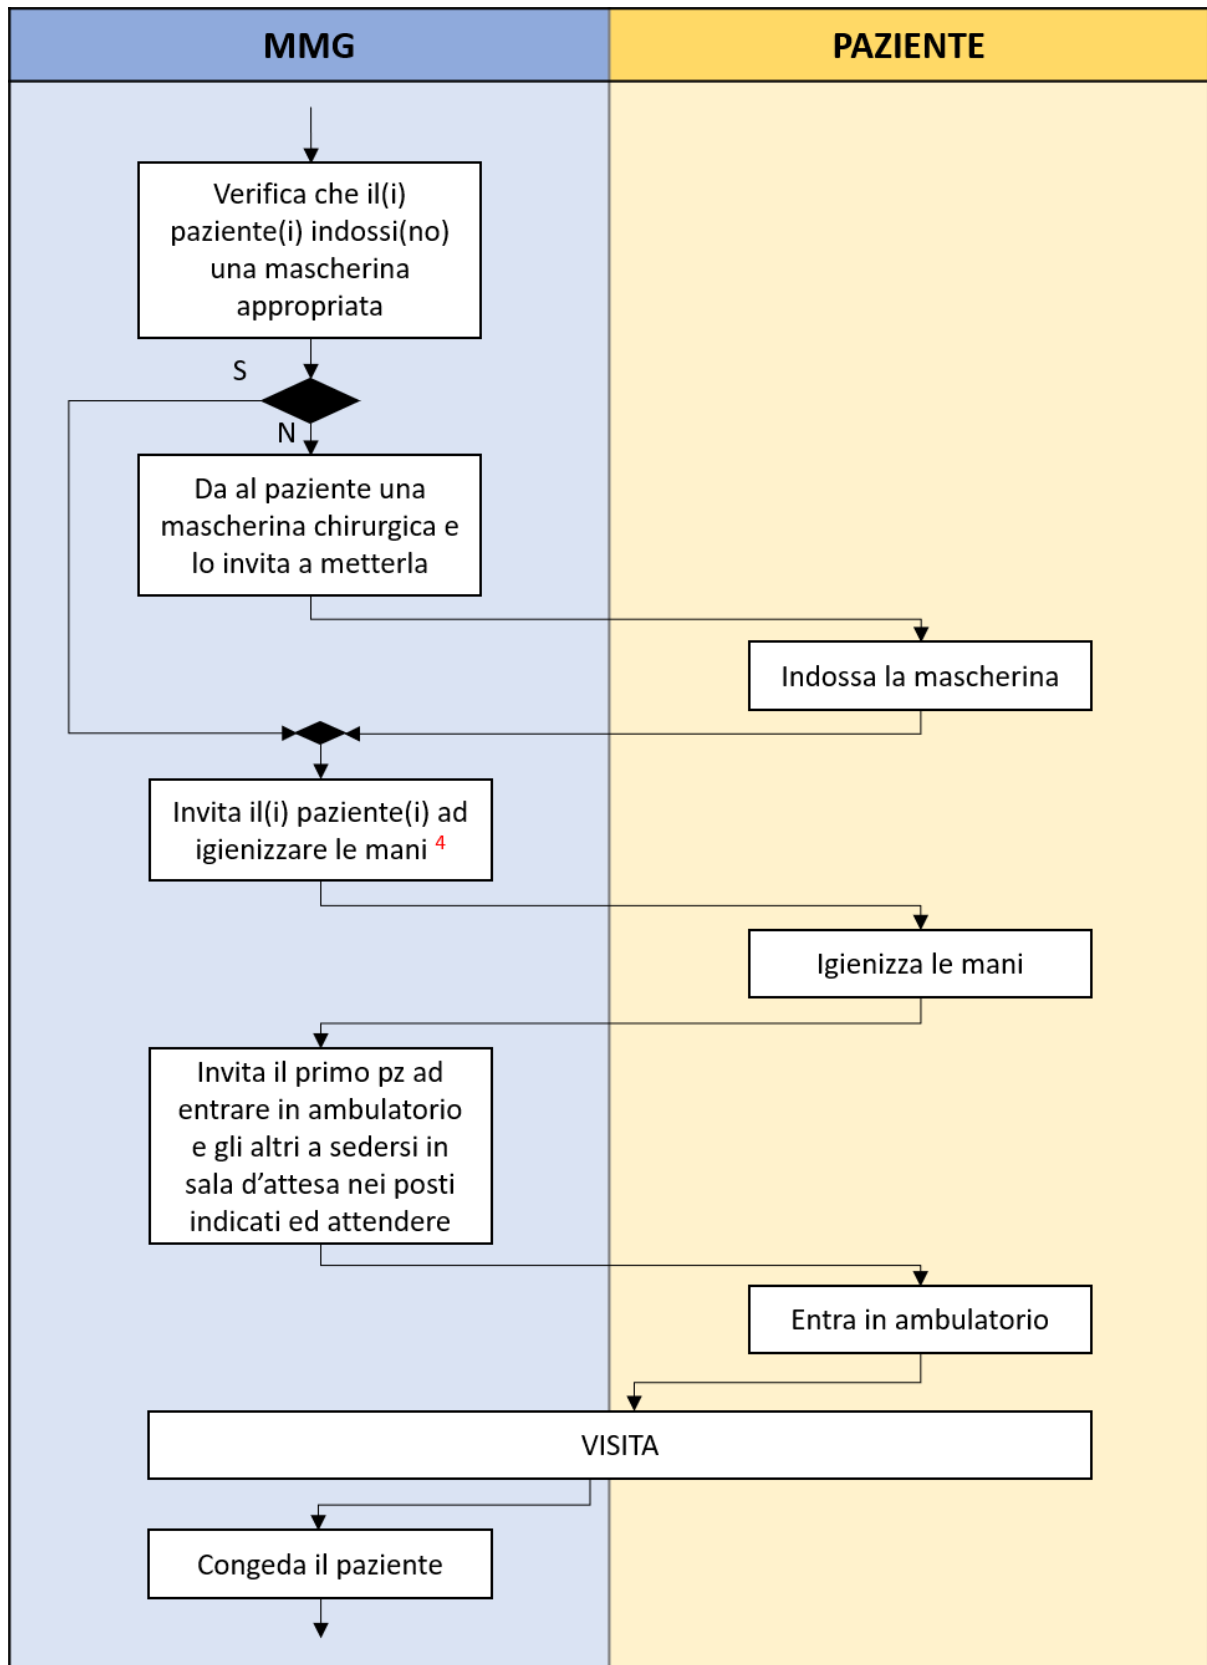 MMG
PAZIENTE
Verifica che il(i)
paziente(i) indossi(no)
una mascherina
appropriata
S
N
Da al paziente una
mascherina chirurgica e
lo invita a metterla
Indossa la mascherina
Invita il(i) paziente(i) ad
igienizzare le mani 4
Igienizza le mani
Invita il primo pz ad
entrare in ambulatorio
e gli altri a sedersi in
sala d’attesa nei posti
indicati ed attendere
Entra in ambulatorio
VISITA
Congeda il paziente